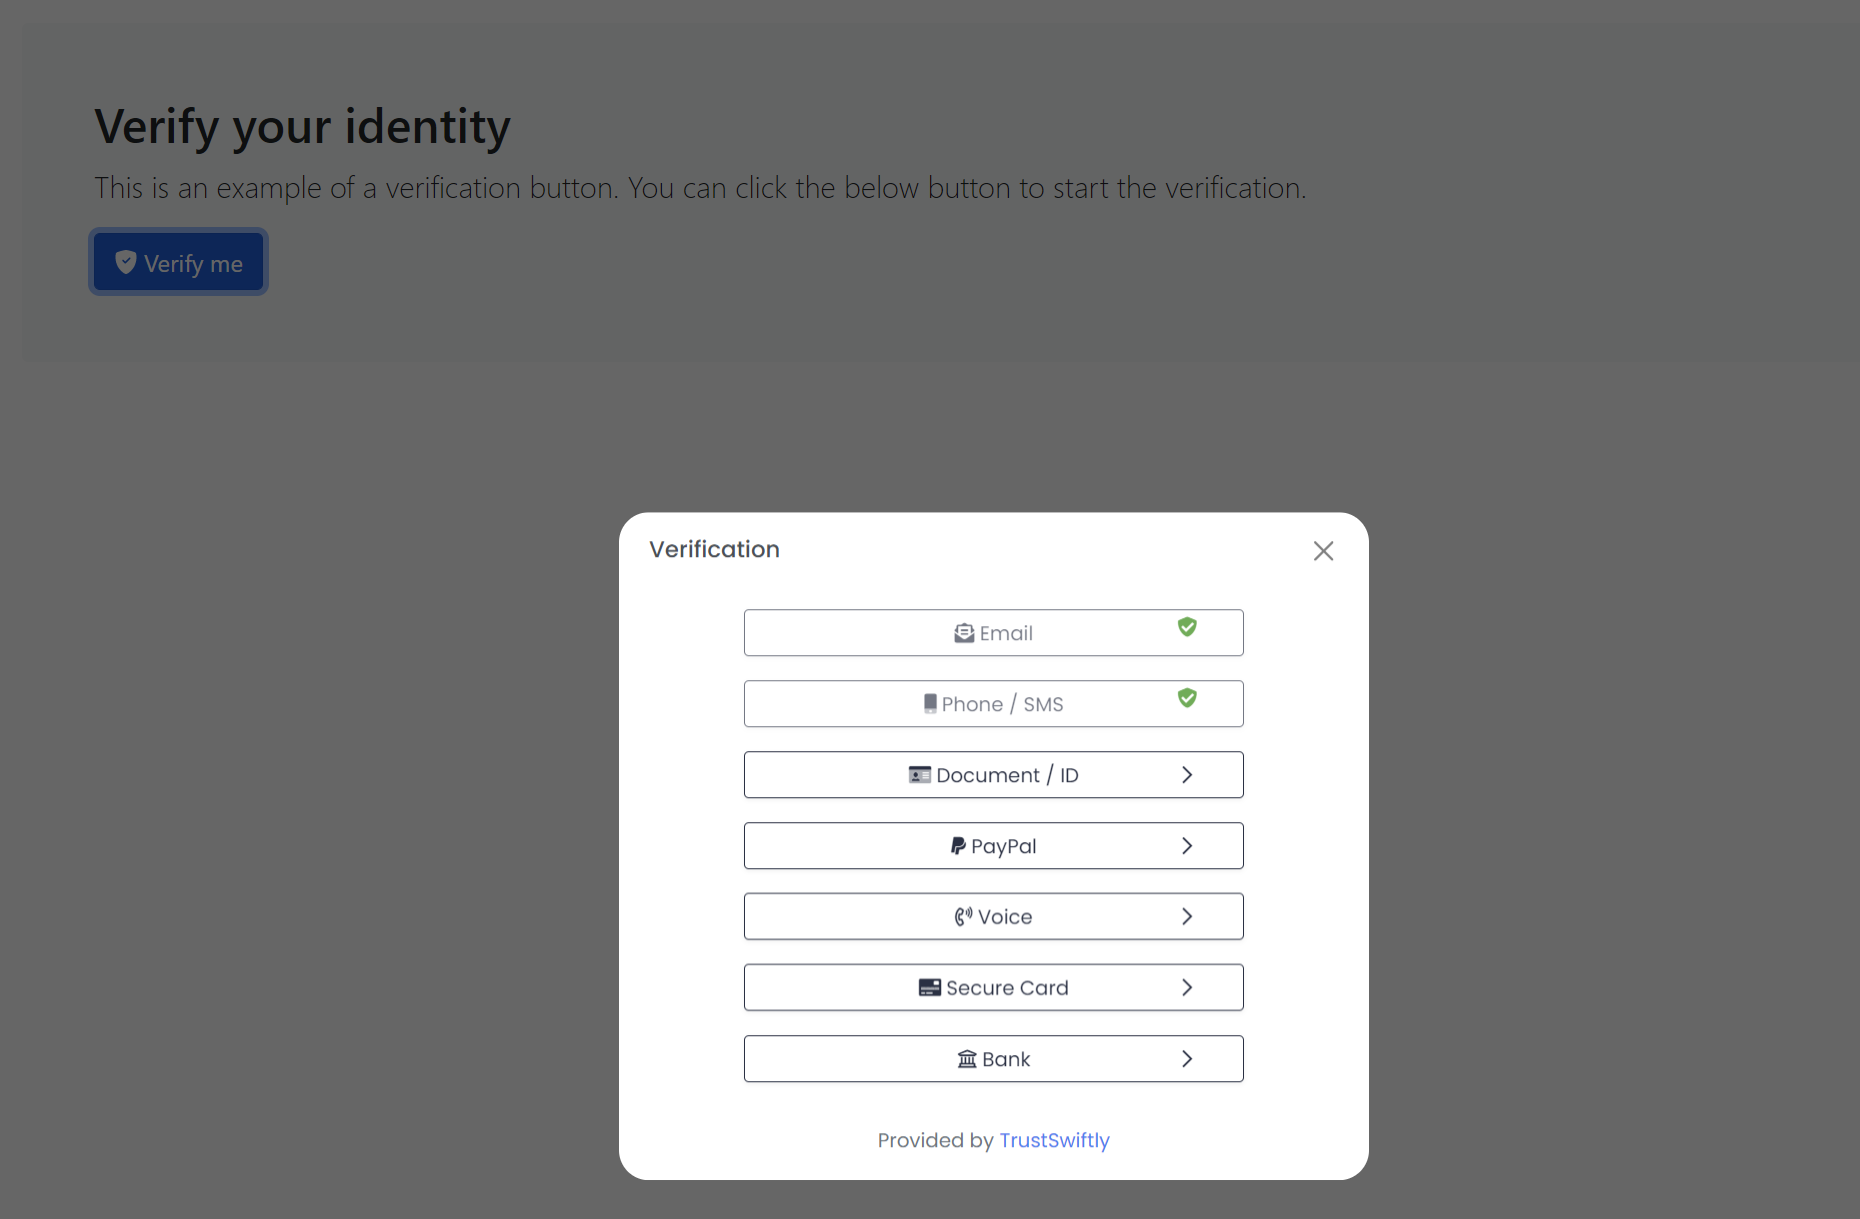 Verify your identity
This is an example of a verification button. You can click the below button to start the verification.
Verify me
Verification
Email
Phone / SMS
Document / ID
PayPal
Voice
Secure Card
Bank
Provided by TrustSwiftly